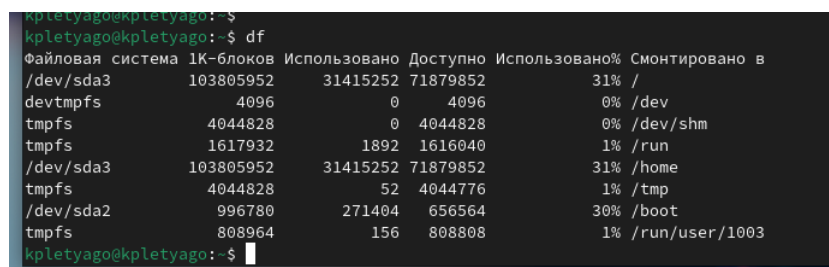 kpletyago@kpletyago:~$
kpletyago@kpletyago:~$ df
Файловая система 1K-блоков Использовано Доступно Использовано% Смонтировано в
/dev/sda3 103805952 31415252 71879852 31% /
devtmpfs 4096 0 4096 0% /dev
tmpfs 4044828 0 4044828 0% /dev/shm
tmpfs 1617932 1892 1616040 1% /run
/dev/sda3 103805952 31415252 71879852 31% /home
tmpfs 4044828 52 4044776 1% /tmp
/dev/sda2 996780 271404 656564 30% /boot
tmpfs 808964 156 808808 1% /run/user/1003
kpletyago@kpletyago:~$